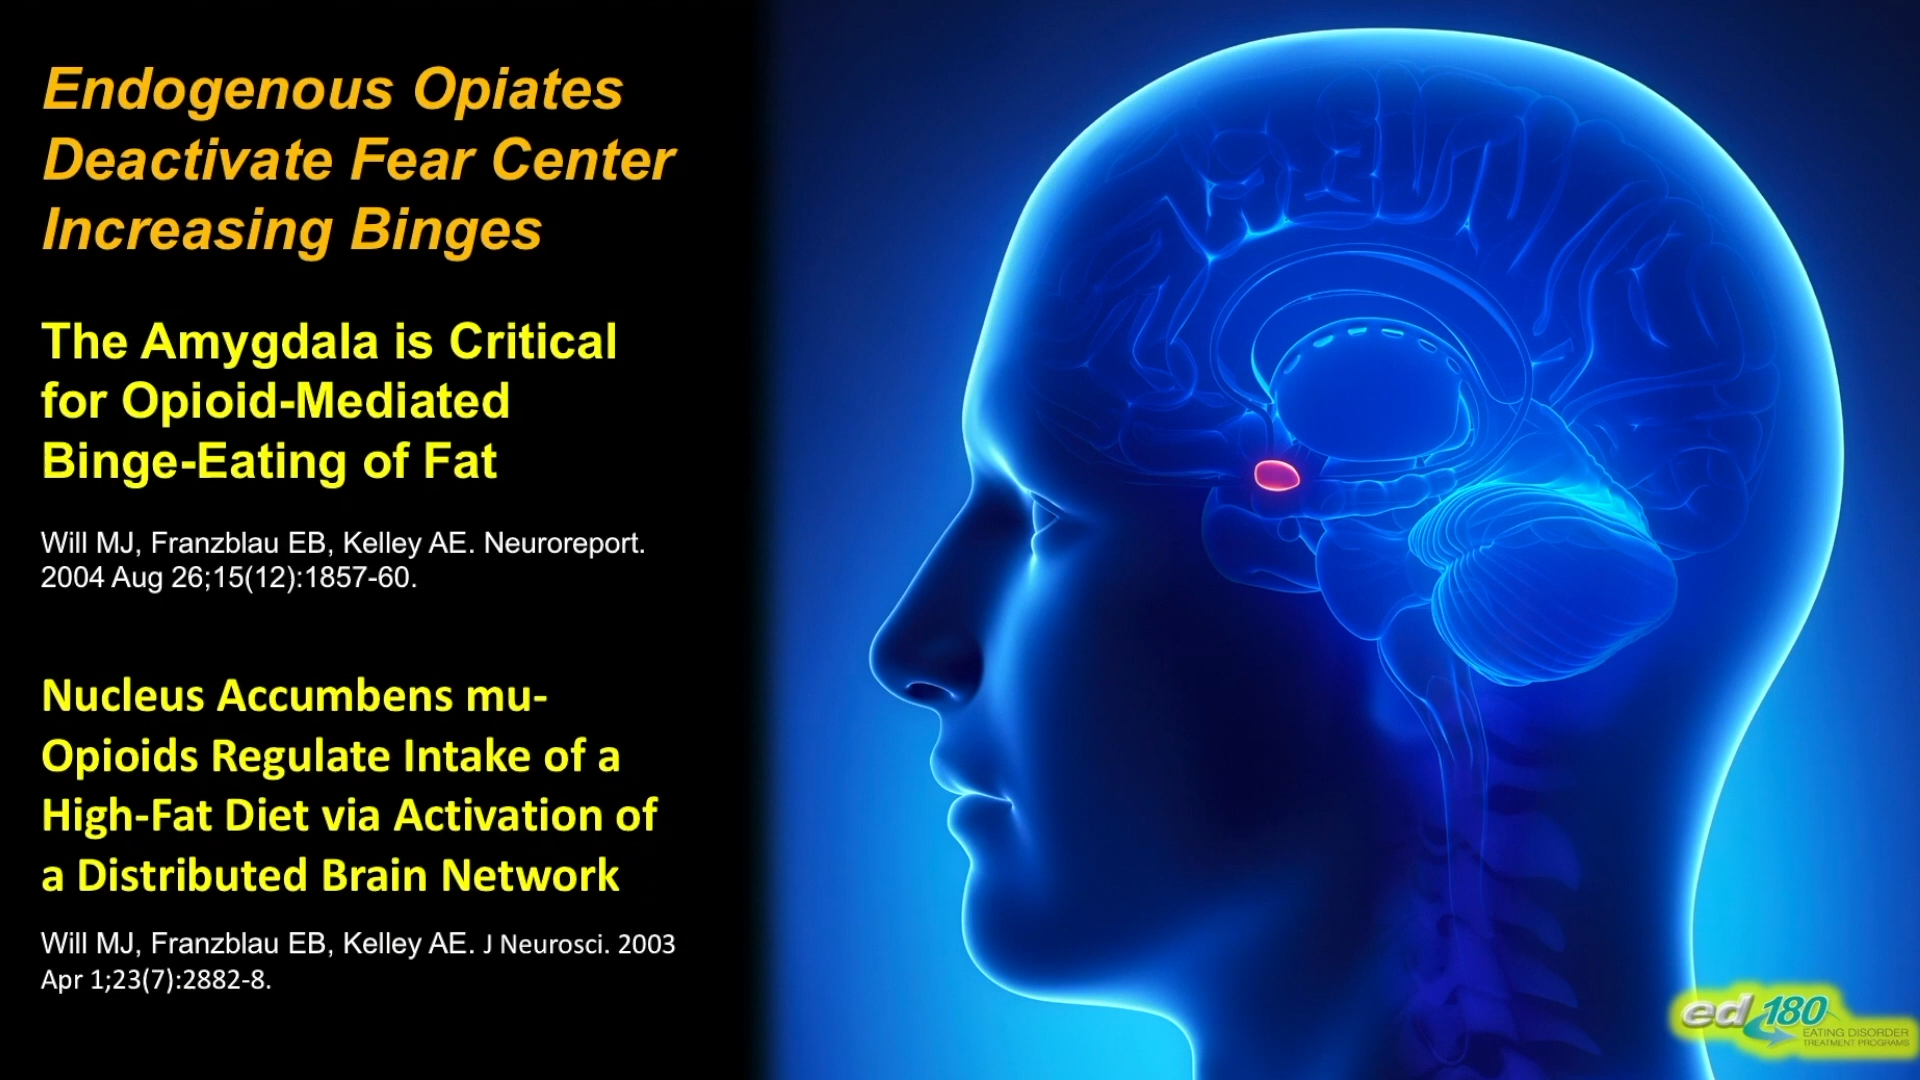 Endogenous Opiates
Deactivate Fear Center
Increasing Binges
The Amygdala is Critical
for Opioid-Mediated
Binge-Eating of Fat
Will MJ, Franzblau EB, Kelley AE. Neuroreport.
2004 Aug 26;15(12):1857-60.
Nucleus Accumbens mu-
Opioids Regulate Intake of a
High-Fat Diet via Activation of
a Distributed Brain Network
Will MJ, Franzblau EB, Kelley AE. J Neurosci. 2003
Apr 1;23(7):2882-8.
ed 180
EATING DISORDER
TREATMENT PROGRAMS